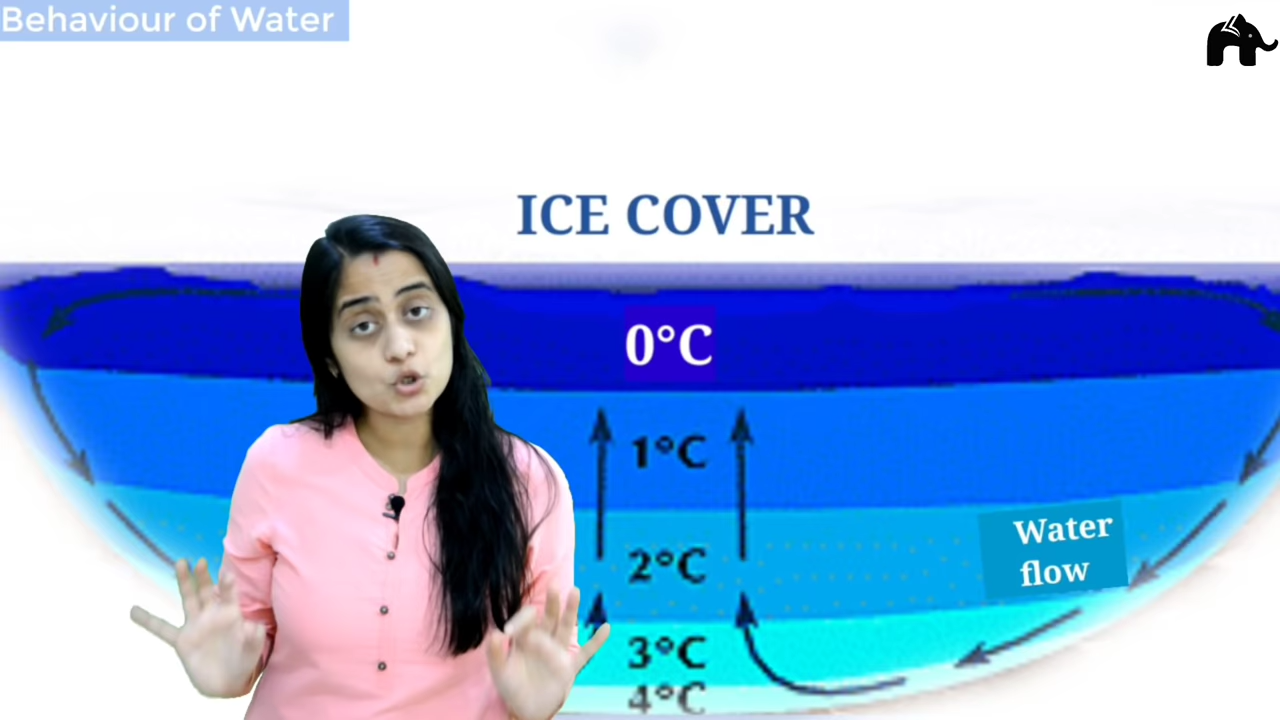 Behaviour of Water
ICE COVER
0°C
1°C
2°C
Water
flow
3°C
4°C